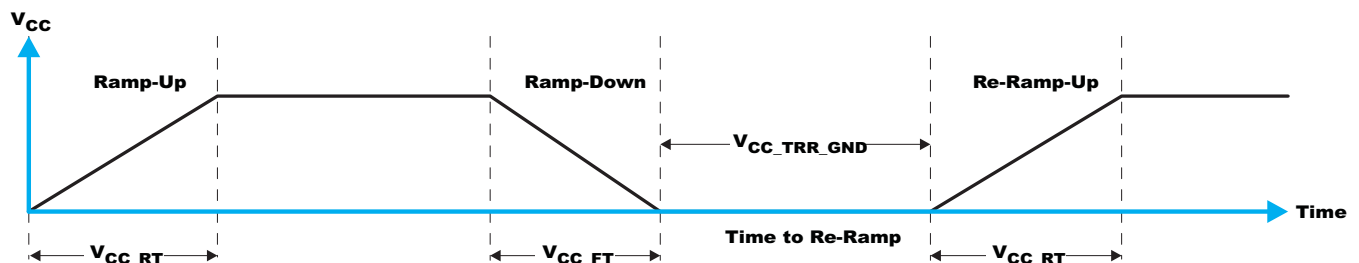 VCC
Ramp-Up
Ramp-Down
Re-Ramp-Up
VCC_TRR_GND
Time
Time to Re-Ramp
VCC_RT
VCC_FT
VCC_RT